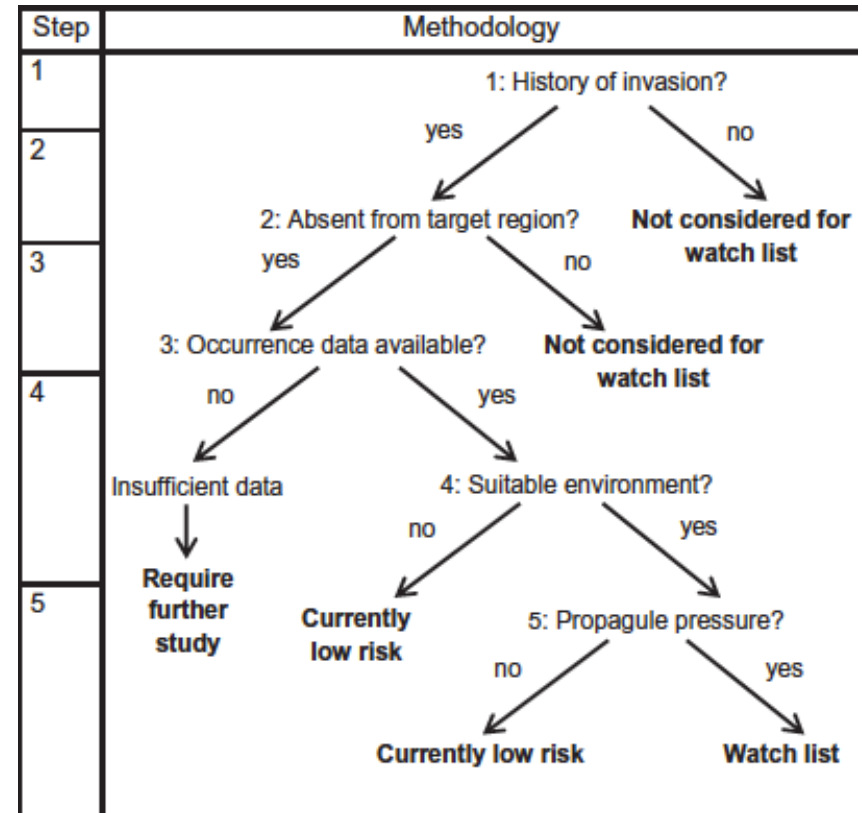 Step Methodology
1
1: History of invasion?
yes no
2
2: Absent from target region? Not considered for
watch list
3
yes no
3: Occurrence data available? Not considered for
watch list
4
no yes
Insufficient data 4: Suitable environment?
no yes
Require
further
study
5
Currently
low risk
5: Propagule pressure?
no yes
Currently low risk Watch list